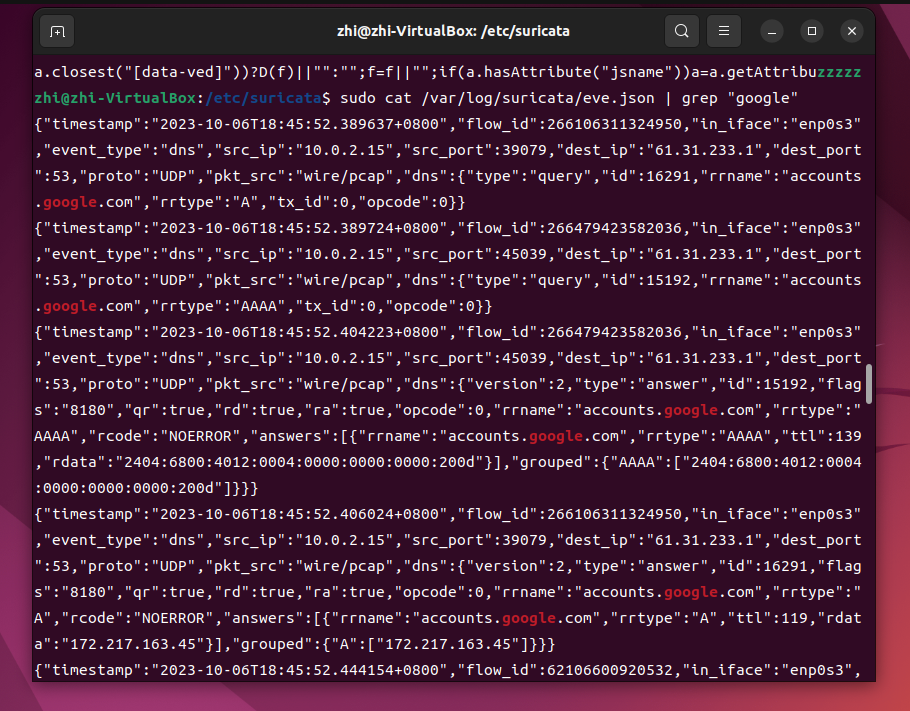 zhi@zhi-VirtualBox: /etc/suricata
a.closest("[data-ved]"))?D(f)||"":"";f=f||"";if(a.hasAttribute("jsname"))a=a.getAttribuzzzzz
zhi@zhi-VirtualBox:/etc/suricata$ sudo cat /var/log/suricata/eve.json | grep "google"
{"timestamp":"2023-10-06T18:45:52.389637+0800","flow_id":266106311324950,"in_iface":"enp0s3"
,"event_type":"dns","src_ip":"10.0.2.15","src_port":39079,"dest_ip":"61.31.233.1","dest_port
":53,"proto":"UDP","pkt_src":"wire/pcap","dns":{"type":"query","id":16291,"rrname":"accounts
.google.com","rrtype":"A","tx_id":0,"opcode":0}}
{"timestamp":"2023-10-06T18:45:52.389724+0800","flow_id":266479423582036,"in_iface":"enp0s3"
,"event_type":"dns","src_ip":"10.0.2.15","src_port":45039,"dest_ip":"61.31.233.1","dest_port
":53,"proto":"UDP","pkt_src":"wire/pcap","dns":{"type":"query","id":15192,"rrname":"accounts
.google.com","rrtype":"AAAA","tx_id":0,"opcode":0}}
{"timestamp":"2023-10-06T18:45:52.404223+0800","flow_id":266479423582036,"in_iface":"enp0s3"
,"event_type":"dns","src_ip":"10.0.2.15","src_port":45039,"dest_ip":"61.31.233.1","dest_port
":53,"proto":"UDP","pkt_src":"wire/pcap","dns":{"version":2,"type":"answer","id":15192,"flag
s":"8180","qr":true,"rd":true,"ra":true,"opcode":0,"rrname":"accounts.google.com","rrtype":"
AAAA","rcode":"NOERROR","answers":[{"rrname":"accounts.google.com","rrtype":"AAAA","ttl":139
,"rdata":"2404:6800:4012:0004:0000:0000:0000:200d"}],"grouped":{"AAAA":["2404:6800:4012:0004
:0000:0000:0000:200d"]}}}
{"timestamp":"2023-10-06T18:45:52.406024+0800","flow_id":266106311324950,"in_iface":"enp0s3"
,"event_type":"dns","src_ip":"10.0.2.15","src_port":39079,"dest_ip":"61.31.233.1","dest_port
":53,"proto":"UDP","pkt_src":"wire/pcap","dns":{"version":2,"type":"answer","id":16291,"flag
s":"8180","qr":true,"rd":true,"ra":true,"opcode":0,"rrname":"accounts.google.com","rrtype":"
A","rcode":"NOERROR","answers":[{"rrname":"accounts.google.com","rrtype":"A","ttl":119,"rdat
a":"172.217.163.45"}],"grouped":{"A":["172.217.163.45"]}}}
{"timestamp":"2023-10-06T18:45:52.444154+0800","flow_id":62106600920532,"in_iface":"enp0s3",